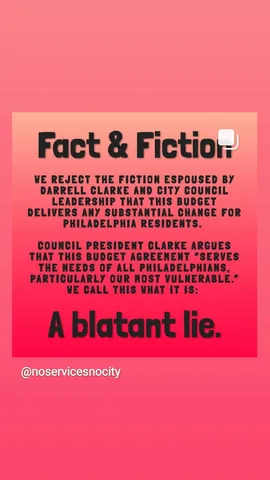 Fact & Fiction
WE REJECT THE FICTION ESPOUSED BY
DARRELL CLARKE AND CITY COUNCIL
LEADERSHIP THAT THIS BUDGET
DELIVERS ANY SUBSTANTIAL CHANGE FOR
PHILADELPHIA RESIDENTS.
COUNCIL PRESIDENT CLARKE ARGUES
THAT THIS BUDGET AGREEMENT “SERVES
THE NEEDS OF ALL PHILADELPHIANS,
PARTICULARLY OUR MOST VULNERABLE.”
WE CALL THIS WHAT IT IS:
A blatant lie.
@noservicesnocity